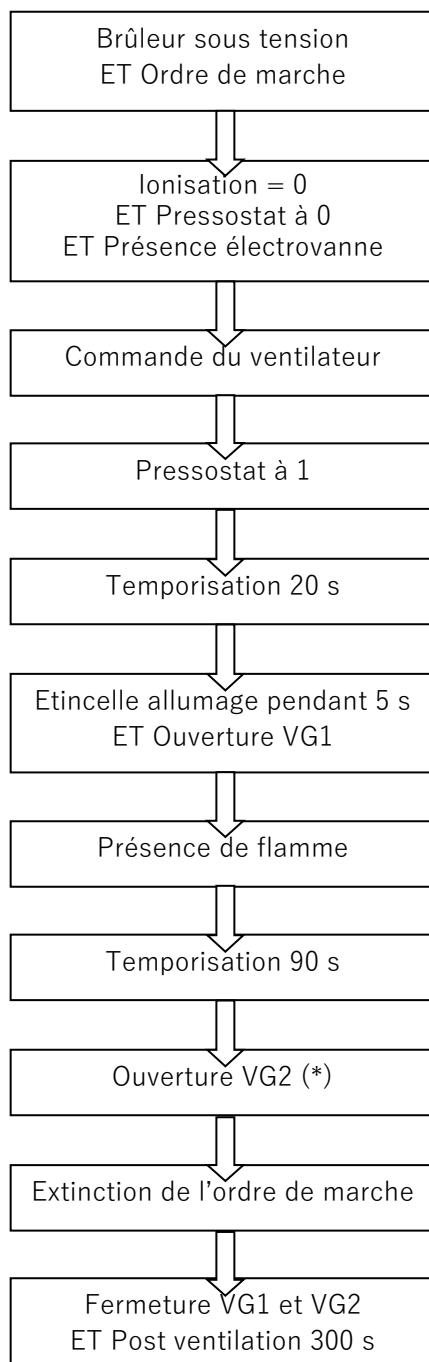 Brûleur sous tension
ET Ordre de marche
Ionisation = 0
ET Pressostat à 0
ET Présence électrovanne
Commande du ventilateur
Pressostat à 1
Temporisation 20 s
Etincelle allumage pendant 5 s
ET Ouverture VG1
Présence de flamme
Temporisation 90 s
Ouverture VG2 (*)
Extinction de l'ordre de marche
Fermeture VG1 et VG2
ET Post ventilation 300 s